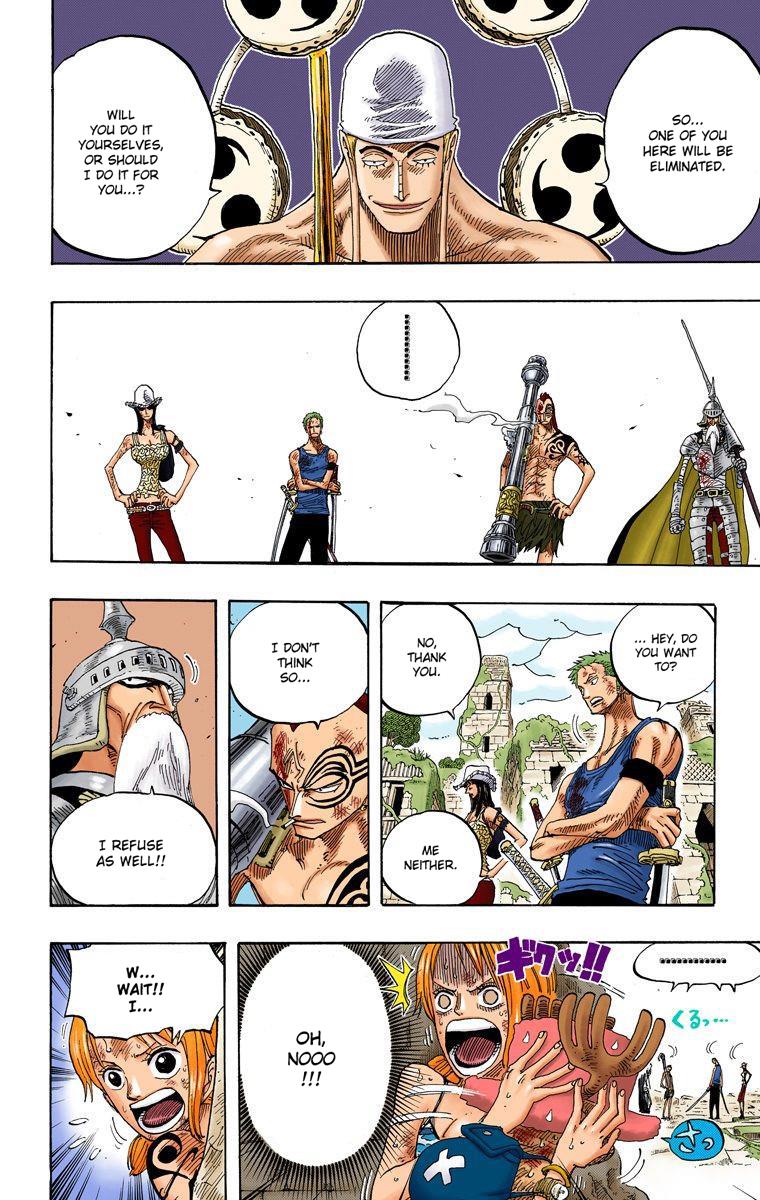 SO...
ONE OF YOU
HERE WILL BE
ELIMINATED.
WILL
YOU DO IT
YOURSELVES,
OR SHOULD
I DO IT FOR
YOU...?
... HEY, DO
YOU WANT
TO?
NO,
THANK
YOU.
ME
NEITHER.
I DON'T
THINK
SO...
I REFUSE
AS WELL!!
くるっ…
さっ
ギクッ!!
OH,
NOOO
!!!
W...
WAIT!!
I...